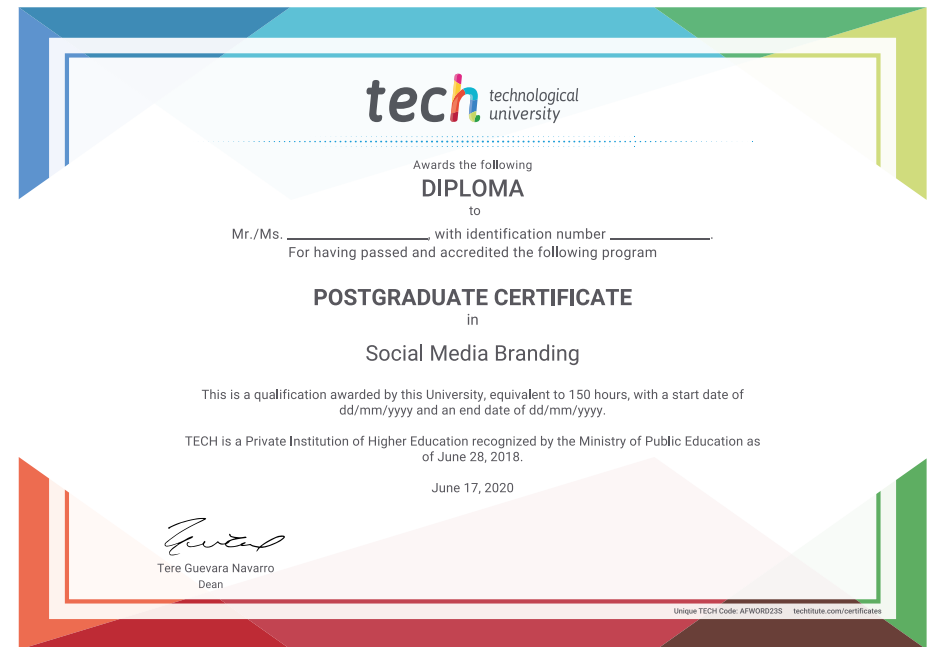 tech technological
university
Awards the following
DIPLOMA
to
Mr./Ms. ____________________, with identification number ______________.
For having passed and accredited the following program
POSTGRADUATE CERTIFICATE
in
Social Media Branding
This is a qualification awarded by this University, equivalent to 150 hours, with a start date of
dd/mm/yyyy and an end date of dd/mm/yyyy.
TECH is a Private Institution of Higher Education recognized by the Ministry of Public Education as
of June 28, 2018.
June 17, 2020
Tere Guevara Navarro
Dean
Unique TECH Code: AFWORD23S techtitute.com/certificates